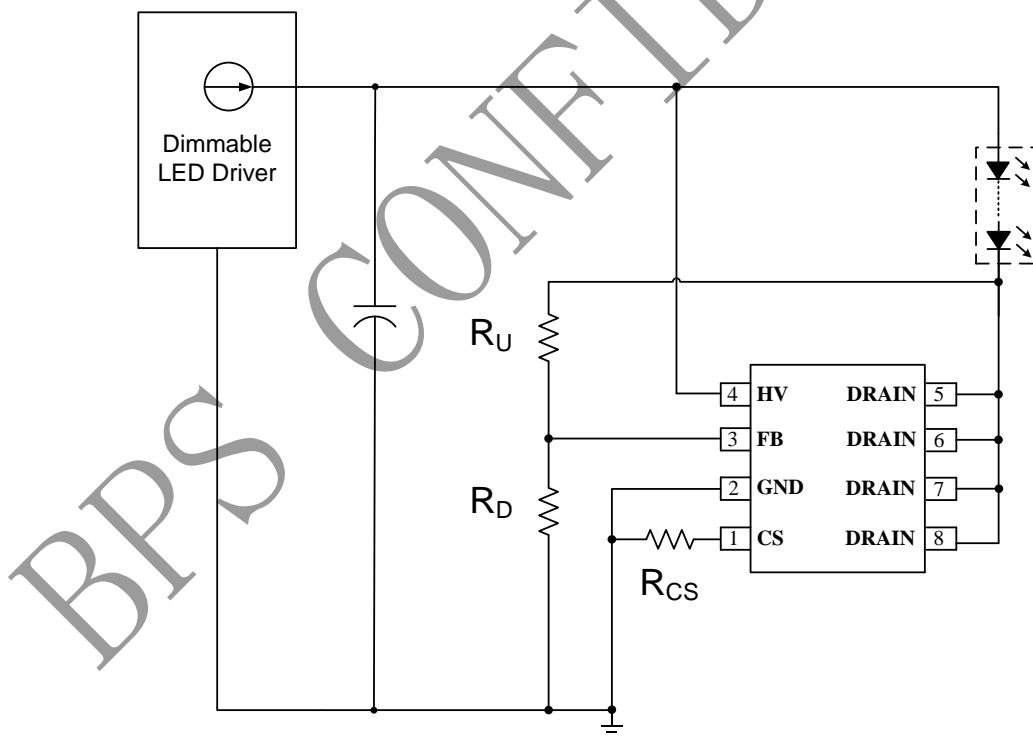 BPS CONFID
Dimmable
LED Driver
R_U
R_D
R_CS
4 HV DRAIN 5
3 FB DRAIN 6
2 GND DRAIN 7
1 CS DRAIN 8